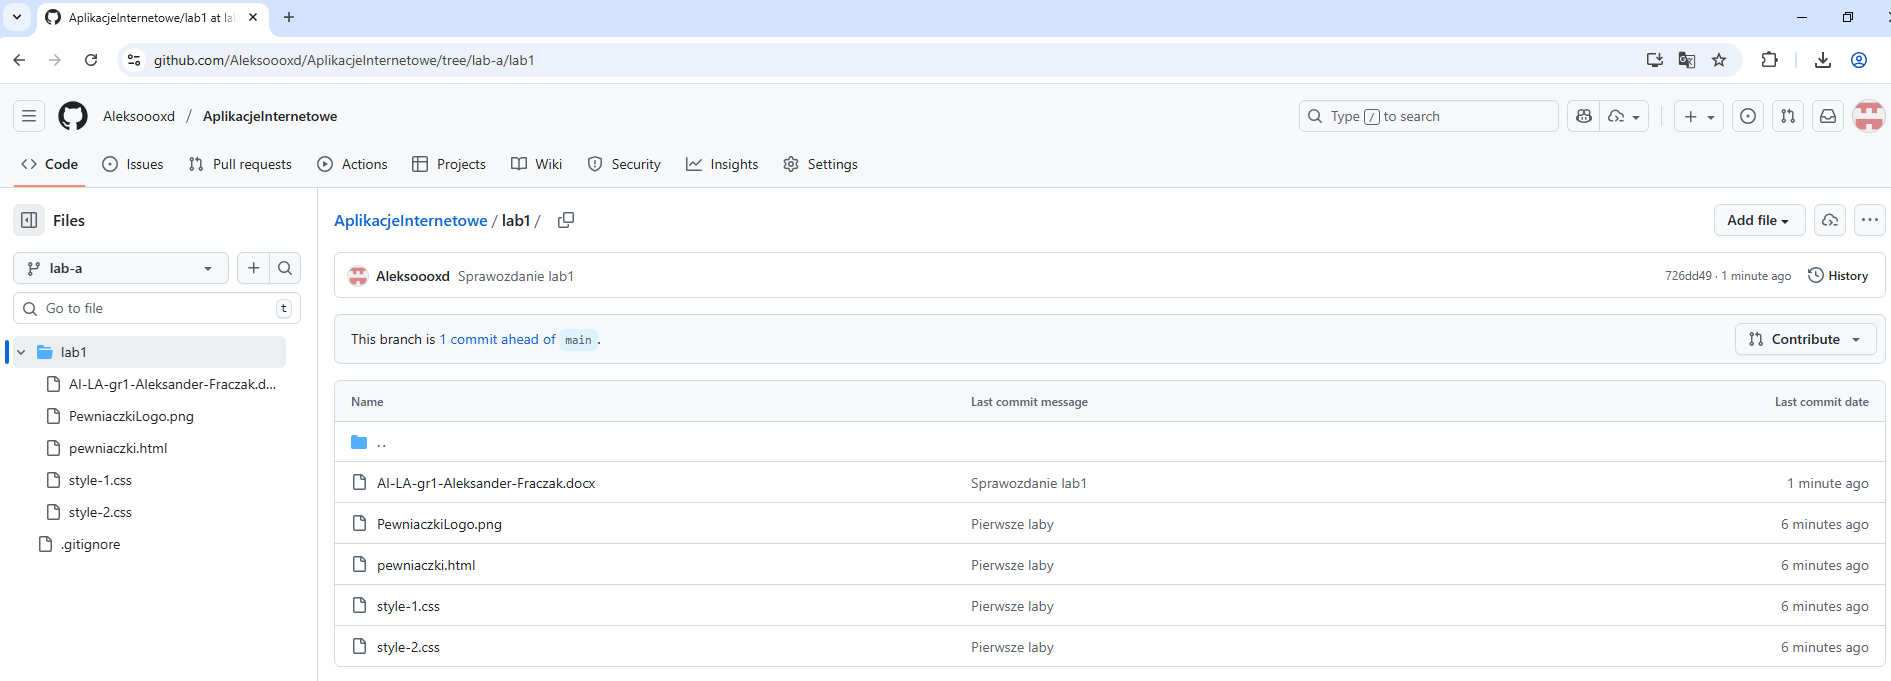 AplikacjeInternetowe/lab1 at la
github.com/Aleksoooxd/AplikacjeInternetowe/tree/lab-a/lab1
Aleksoooxd / AplikacjeInternetowe
Type / to search
Code
Issues
Pull requests
Actions
Projects
Wiki
Security
Insights
Settings
Files
lab-a
Go to file
t
lab1
AI-LA-gr1-Aleksander-Fraczak.d...
PewniaczkiLogo.png
pewniaczki.html
style-1.css
style-2.css
.gitignore
AplikacjeInternetowe / lab1 /
Add file
Aleksoooxd Sprawozdanie lab1
726dd49 · 1 minute ago
History
This branch is 1 commit ahead of main .
Contribute
Name Last commit message Last commit date
..
AI-LA-gr1-Aleksander-Fraczak.docx Sprawozdanie lab1 1 minute ago
PewniaczkiLogo.png Pierwsze laby 6 minutes ago
pewniaczki.html Pierwsze laby 6 minutes ago
style-1.css Pierwsze laby 6 minutes ago
style-2.css Pierwsze laby 6 minutes ago